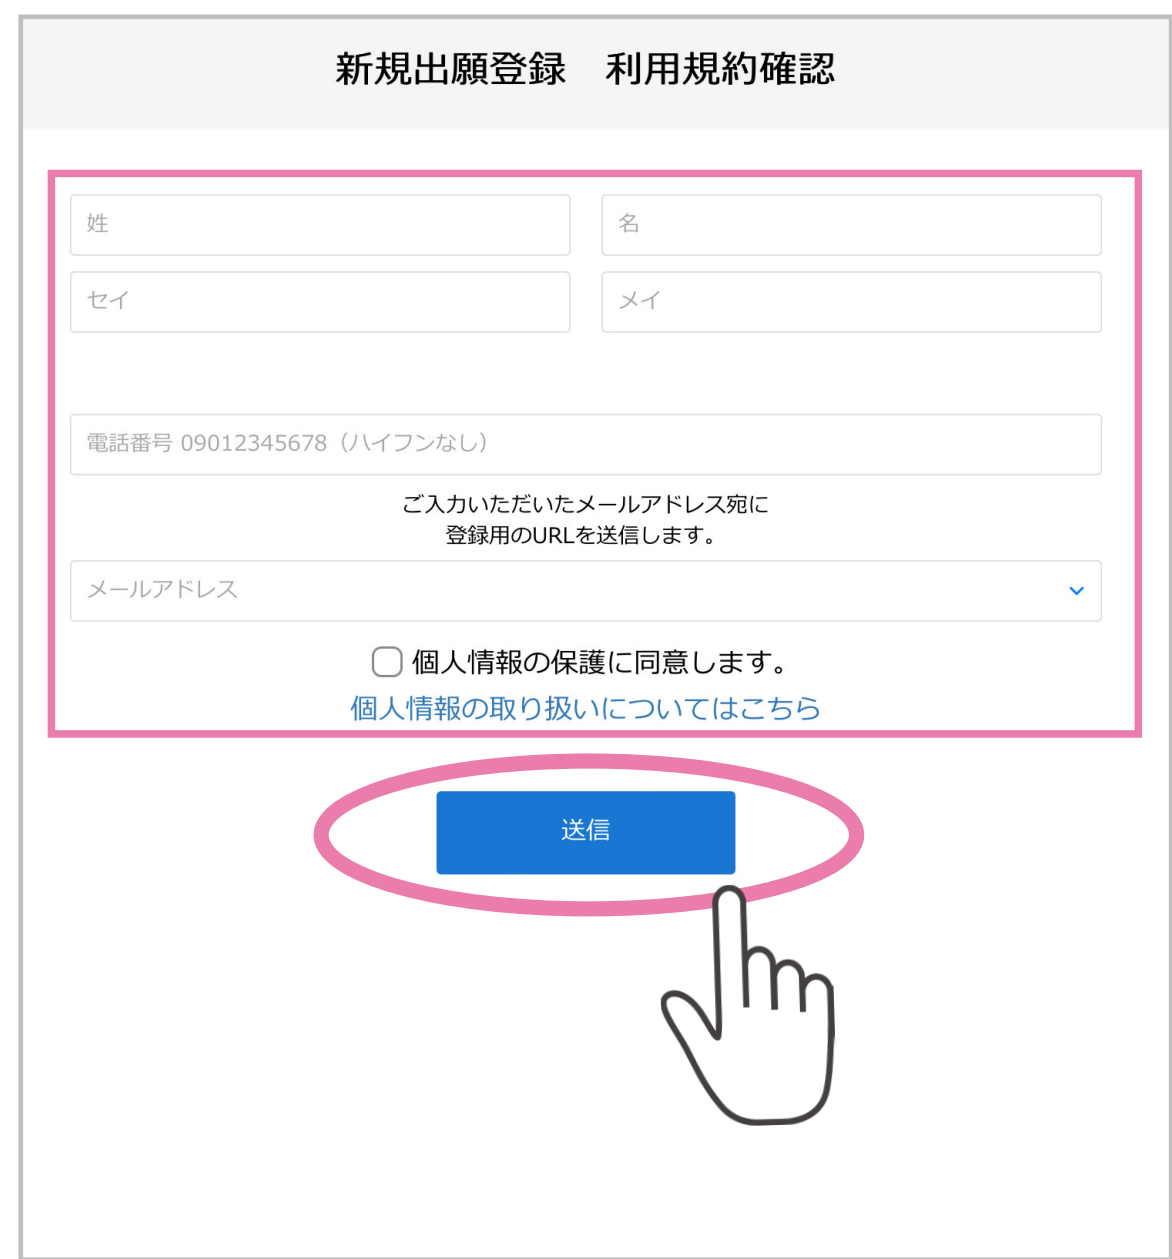 新規出願登録　利用規約確認
姓
名
セイ
メイ
電話番号 09012345678（ハイフンなし）
ご入力いただいたメールアドレス宛に
登録用のURLを送信します。
メールアドレス
個人情報の保護に同意します。
個人情報の取り扱いについてはこちら
送信